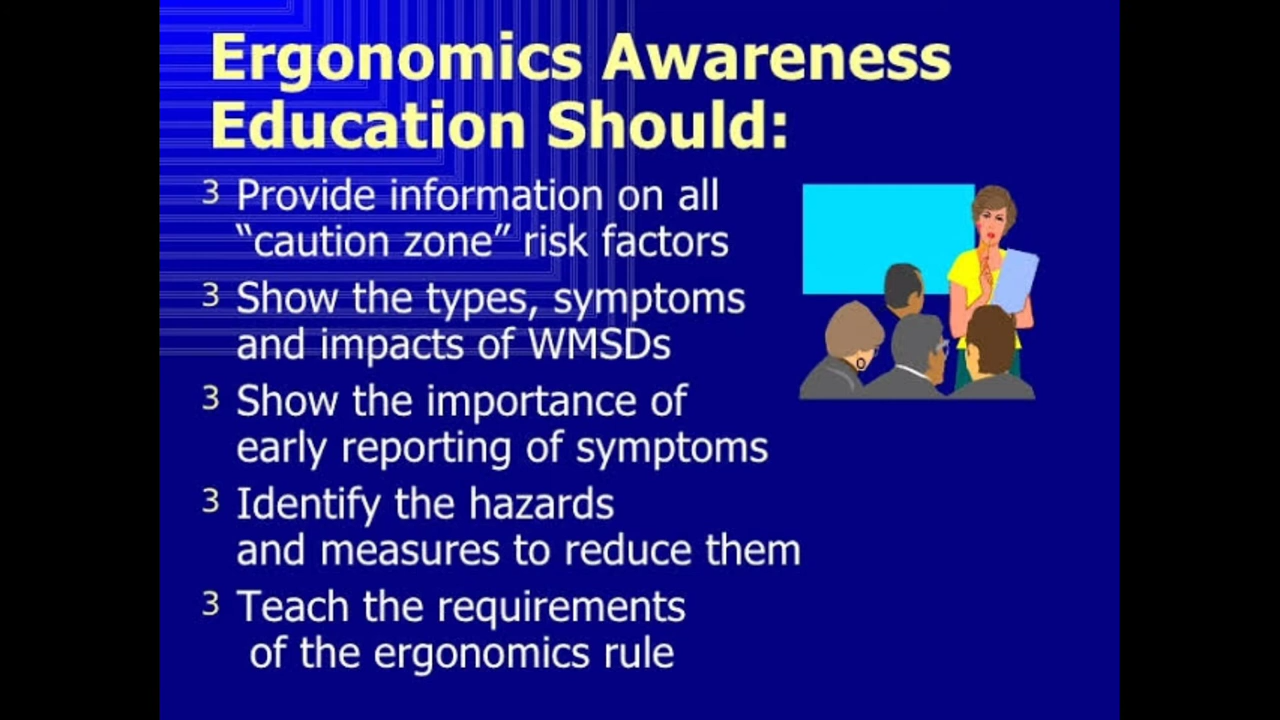 Ergonomics Awareness
Education Should:
3 Provide information on all
“caution zone” risk factors
3 Show the types, symptoms
and impacts of WMSDs
3 Show the importance of
early reporting of symptoms
3 Identify the hazards
and measures to reduce them
3 Teach the requirements
of the ergonomics rule